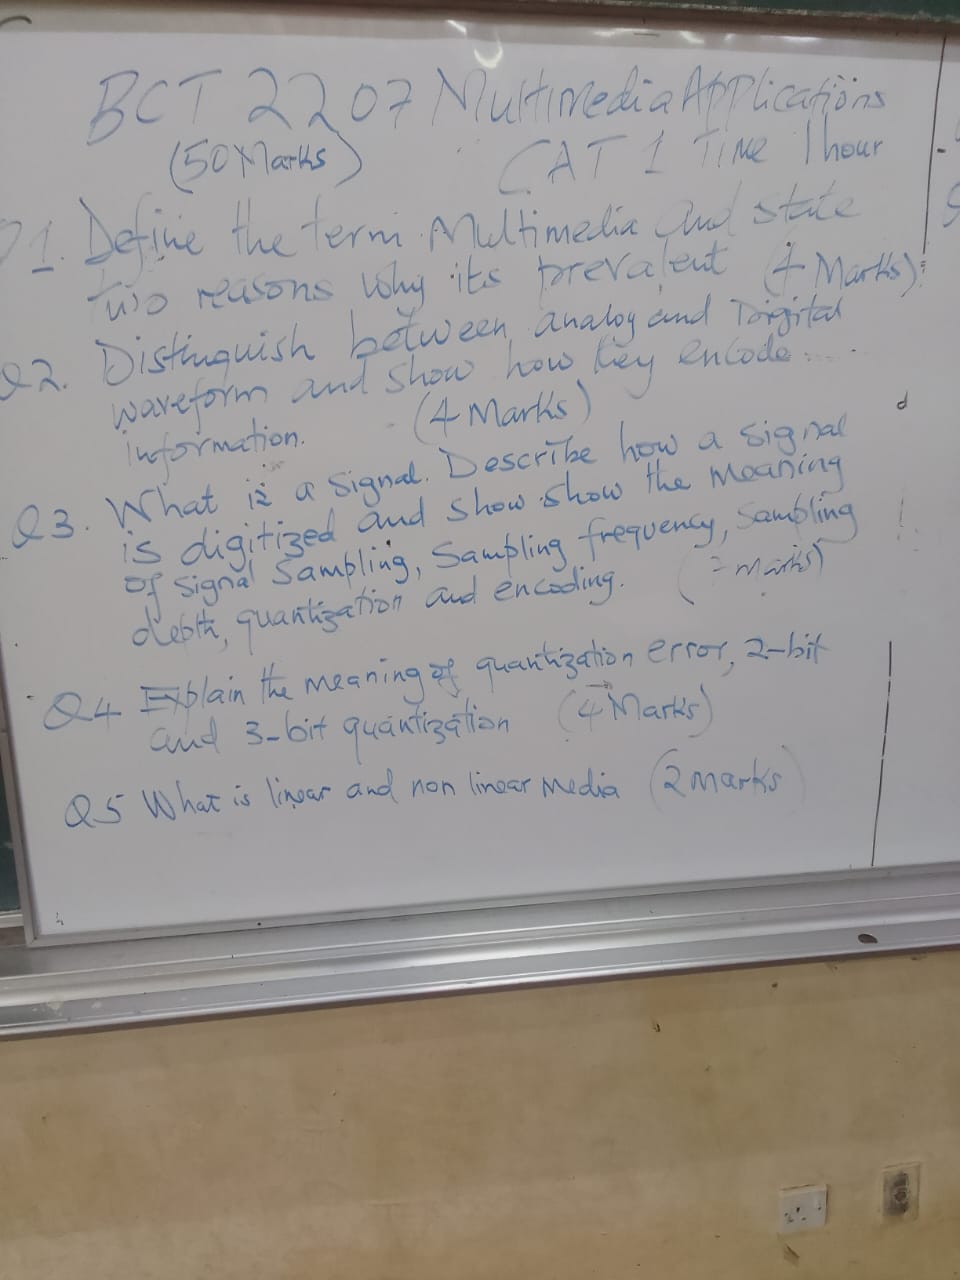 BCT 2207 Multimedia Applications
(50 Marks) CAT 1 Time 1 hour
1. Define the term Multimedia and state
two reasons why its prevalent (4 Marks)
Q2. Distinguish between analog and Digital
waveform and show how they encode
information. (4 Marks)
Q3. What is a signal. Describe how a signal
is digitized and show show the meaning
of signal sampling, sampling frequency, sampling
depth, quantization and encoding. ( marks)
Q4 Explain the meaning of quantization error, 2-bit
and 3-bit quantization (4 Marks)
Q5 What is linear and non linear media (2 marks)
d